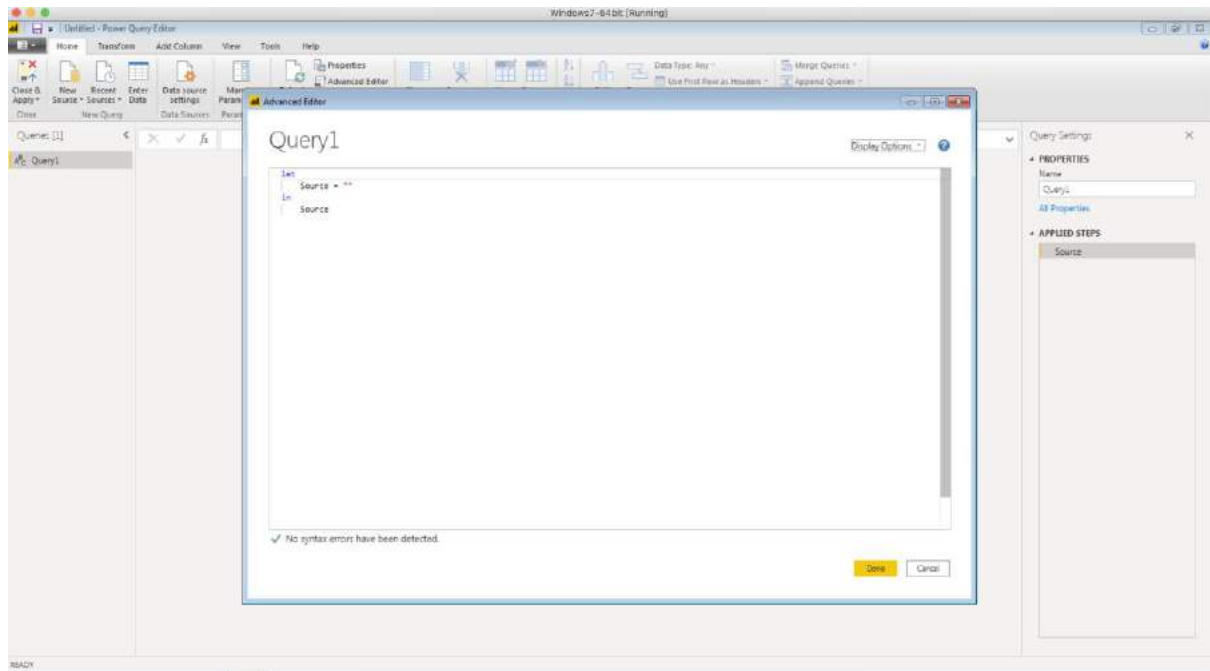 Windows7-64bit [Running]
Untitled - Power Query Editor
Home Transform Add Column View Tools Help
Close & Apply
New Source
Recent Sources
Enter Data
Data source settings
Properties
Advanced Editor
Data Type: Any
Use First Row as Headers
Merge Queries
Append Queries
Close
New Query
Data Sources
Queries [1]
Query1
Advanced Editor
Query1
Display Options
let
Source = ""
in
Source
No syntax errors have been detected.
Done Cancel
Query Settings
PROPERTIES
Name
Query1
All Properties
APPLIED STEPS
Source
READY